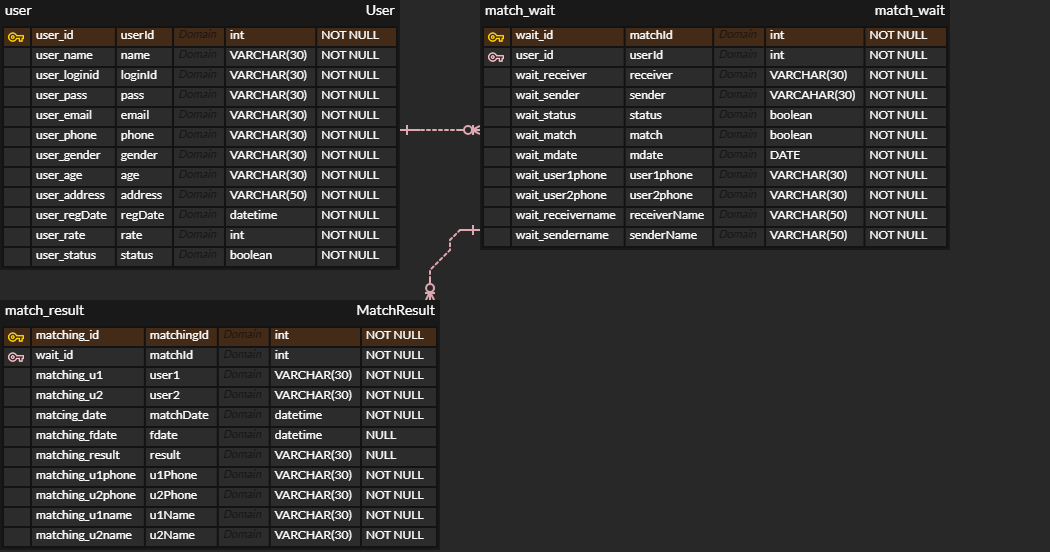 user User
user_id userId Domain int NOT NULL
user_name name Domain VARCHAR(30) NOT NULL
user_loginid loginId Domain VARCHAR(30) NOT NULL
user_pass pass Domain VARCHAR(30) NOT NULL
user_email email Domain VARCHAR(30) NOT NULL
user_phone phone Domain VARCHAR(30) NOT NULL
user_gender gender Domain VARCHAR(30) NOT NULL
user_age age Domain VARCHAR(30) NOT NULL
user_address address Domain VARCHAR(50) NOT NULL
user_regDate regDate Domain datetime NOT NULL
user_rate rate Domain int NOT NULL
user_status status Domain boolean NOT NULL
match_wait match_wait
wait_id matchId Domain int NOT NULL
user_id userId Domain int NOT NULL
wait_receiver receiver Domain VARCHAR(30) NOT NULL
wait_sender sender Domain VARCAHAR(30) NOT NULL
wait_status status Domain boolean NOT NULL
wait_match match Domain boolean NOT NULL
wait_mdate mdate Domain DATE NOT NULL
wait_user1phone user1phone Domain VARCHAR(30) NOT NULL
wait_user2phone user2phone Domain VARCHAR(30) NOT NULL
wait_receivername receiverName Domain VARCHAR(50) NOT NULL
wait_sendername senderName Domain VARCHAR(50) NOT NULL
match_result MatchResult
matching_id matchingId Domain int NOT NULL
wait_id matchId Domain int NOT NULL
matching_u1 user1 Domain VARCHAR(30) NOT NULL
matching_u2 user2 Domain VARCHAR(30) NOT NULL
matcing_date matchDate Domain datetime NOT NULL
matching_fdate fdate Domain datetime NULL
matching_result result Domain VARCHAR(30) NULL
matching_u1phone u1Phone Domain VARCHAR(30) NOT NULL
matching_u2phone u2Phone Domain VARCHAR(30) NOT NULL
matching_u1name u1Name Domain VARCHAR(30) NOT NULL
matching_u2name u2Name Domain VARCHAR(30) NOT NULL